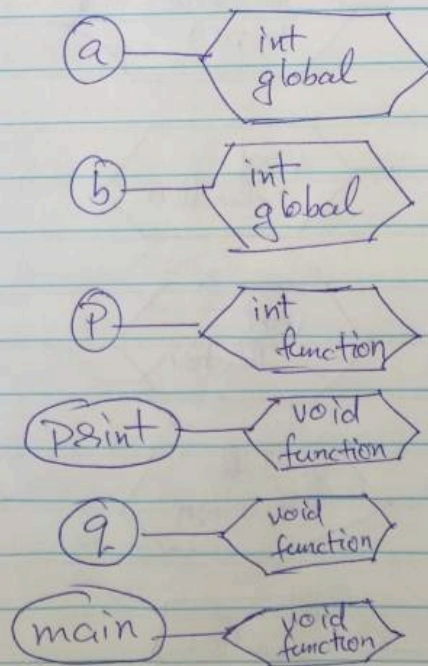 a int
global
b int
global
p int
function
print void
function
q void
function
main void
function